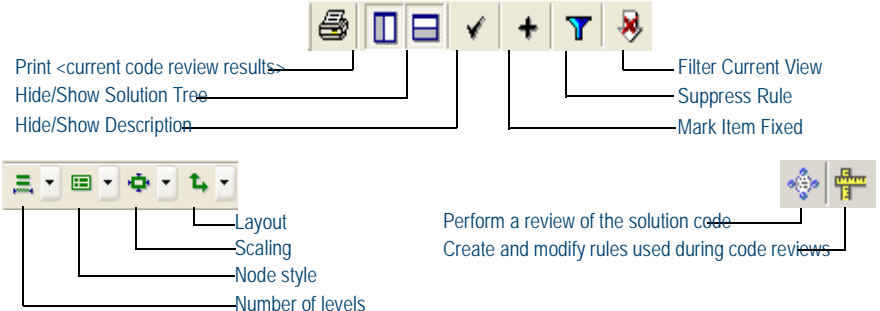 Print <current code review results>
Hide/Show Solution Tree
Hide/Show Description
Filter Current View
Suppress Rule
Mark Item Fixed
Layout
Scaling
Node style
Number of levels
Perform a review of the solution code
Create and modify rules used during code reviews